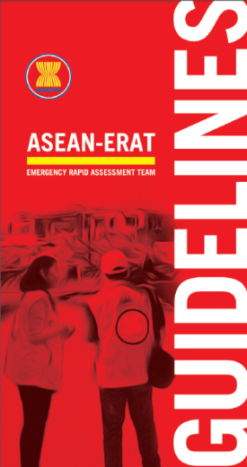 ASEAN-ERAT
EMERGENCY RAPID ASSESSMENT TEAM
GUIDELINES